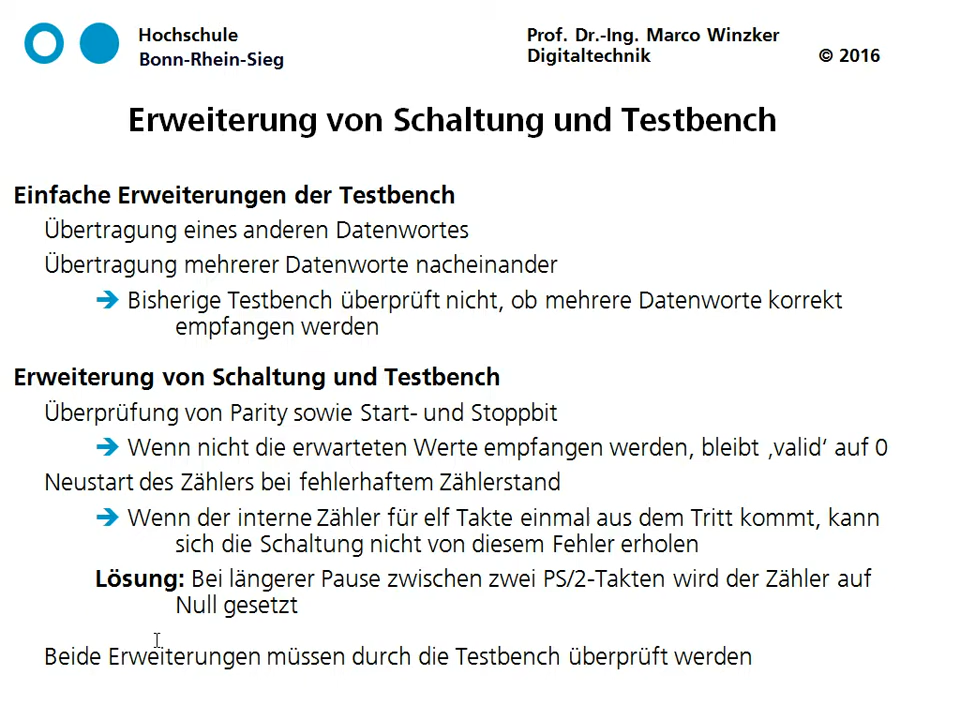 Hochschule
Bonn-Rhein-Sieg
Prof. Dr.-Ing. Marco Winzker
Digitaltechnik © 2016
Erweiterung von Schaltung und Testbench
Einfache Erweiterungen der Testbench
Übertragung eines anderen Datenwortes
Übertragung mehrerer Datenworte nacheinander
➔ Bisherige Testbench überprüft nicht, ob mehrere Datenworte korrekt
empfangen werden
Erweiterung von Schaltung und Testbench
Überprüfung von Parity sowie Start- und Stoppbit
➔ Wenn nicht die erwarteten Werte empfangen werden, bleibt ‚valid‘ auf 0
Neustart des Zählers bei fehlerhaftem Zählerstand
➔ Wenn der interne Zähler für elf Takte einmal aus dem Tritt kommt, kann
sich die Schaltung nicht von diesem Fehler erholen
Lösung: Bei längerer Pause zwischen zwei PS/2-Takten wird der Zähler auf
Null gesetzt
Beide Erweiterungen müssen durch die Testbench überprüft werden